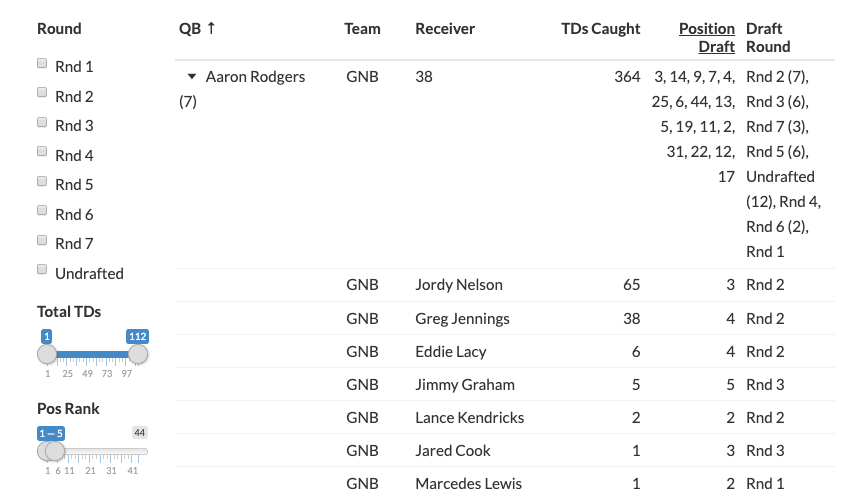 Round
Rnd 1
Rnd 2
Rnd 3
Rnd 4
Rnd 5
Rnd 6
Rnd 7
Undrafted
Total TDs
1 112
1 25 49 73 97
Pos Rank
1 — 5 44
1 6 11 21 31 41
QB ↑ Team Receiver TDs Caught Position Draft Draft Round
▼ Aaron Rodgers (7) GNB 38 364
3, 14, 9, 7, 4,
25, 6, 44, 13,
5, 19, 11, 2,
31, 22, 12,
17
Rnd 2 (7),
Rnd 3 (6),
Rnd 7 (3),
Rnd 5 (6),
Undrafted
(12), Rnd 4,
Rnd 6 (2),
Rnd 1
GNB Jordy Nelson 65 3 Rnd 2
GNB Greg Jennings 38 4 Rnd 2
GNB Eddie Lacy 6 4 Rnd 2
GNB Jimmy Graham 5 5 Rnd 3
GNB Lance Kendricks 2 2 Rnd 2
GNB Jared Cook 1 3 Rnd 3
GNB Marcedes Lewis 1 2 Rnd 1